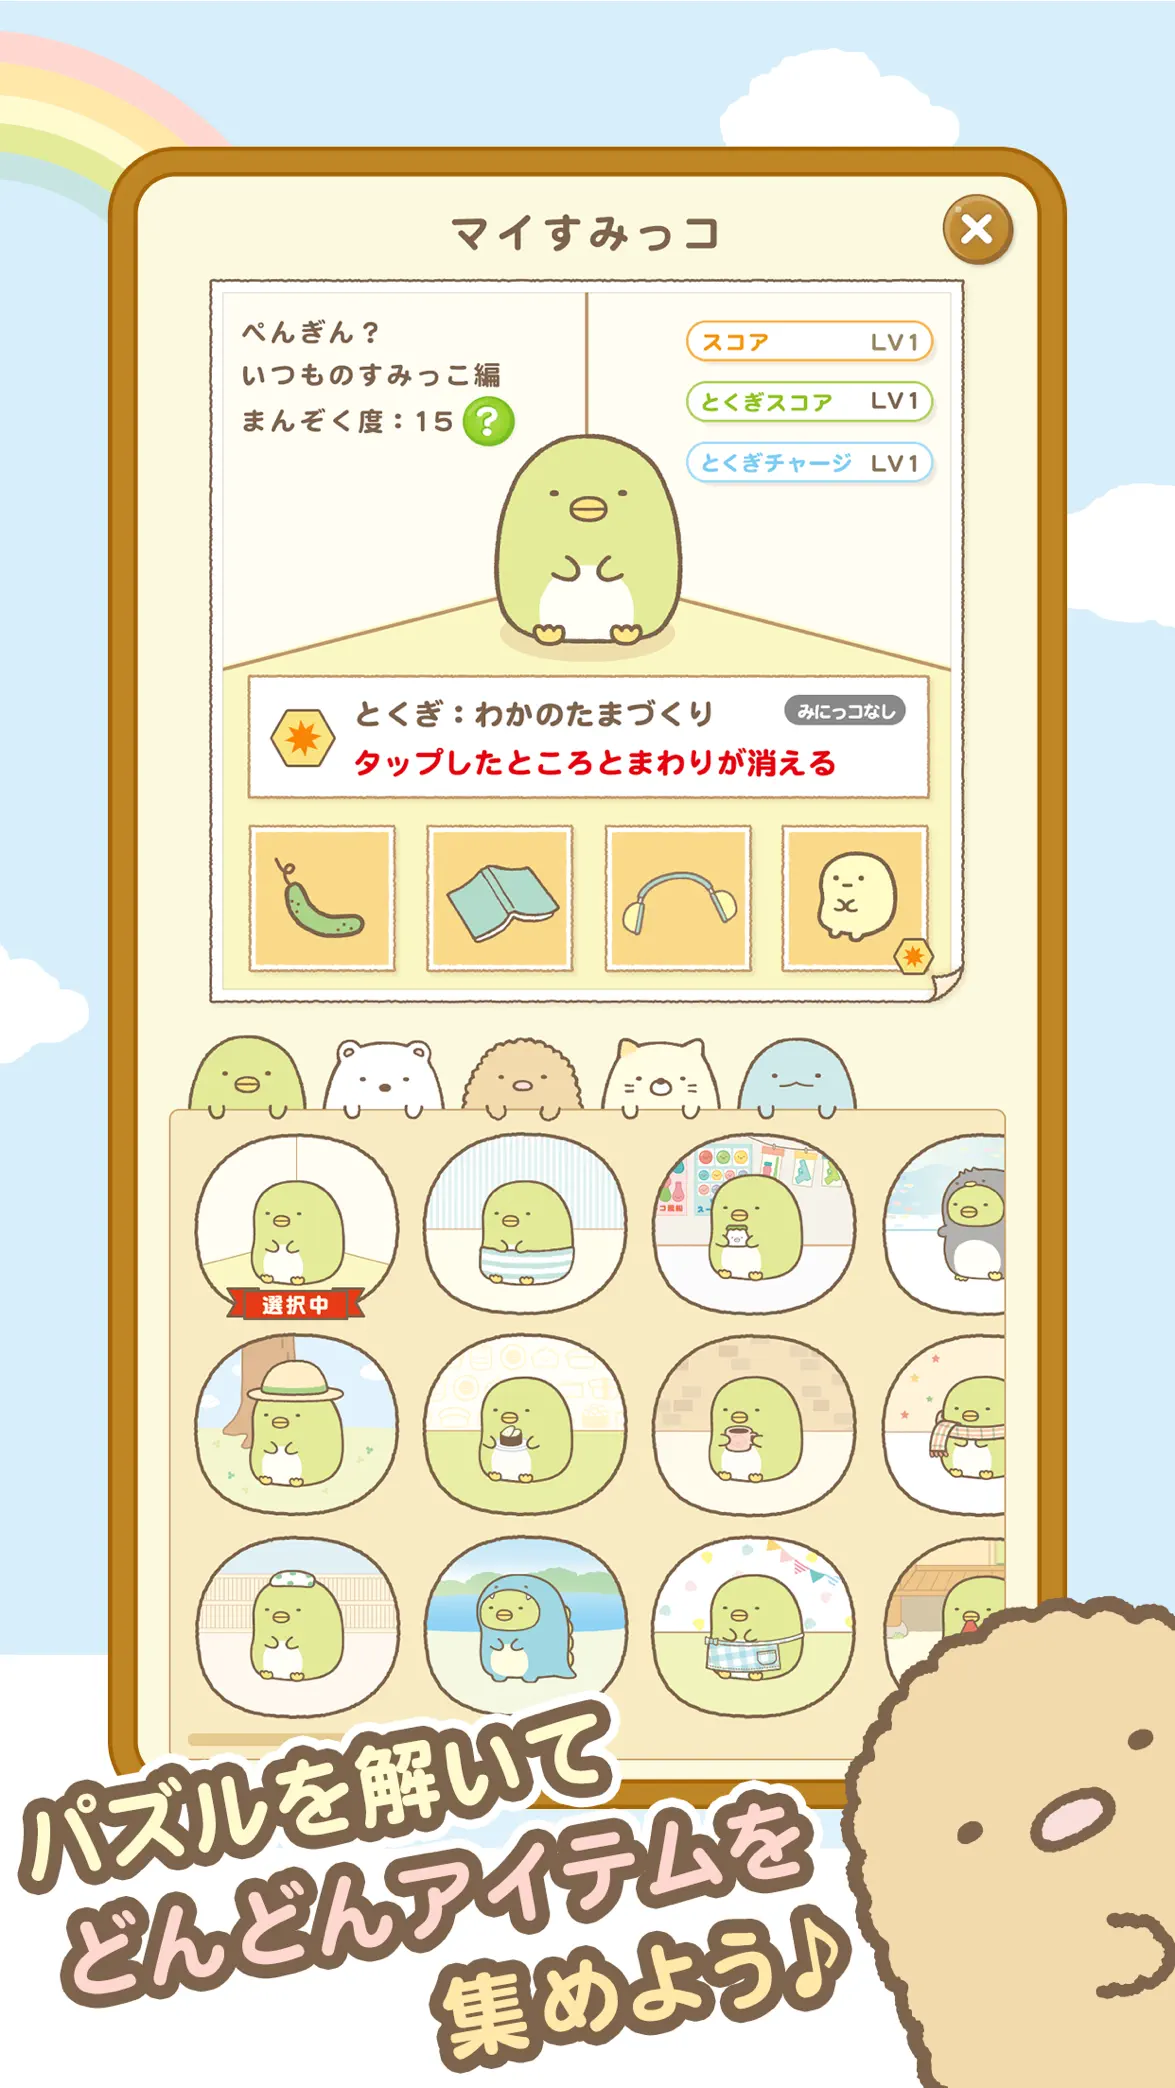 マイすみっコ
ぺんぎん？
いつものすみっこ編
まんぞく度：15 ?
スコア LV1
とくぎスコア LV1
とくぎチャージ LV1
とくぎ：わかのたまづくり
みにっコなし
タップしたところとまわりが消える
選択中
パズルを解いて
どんどんアイテムを
集めよう♪